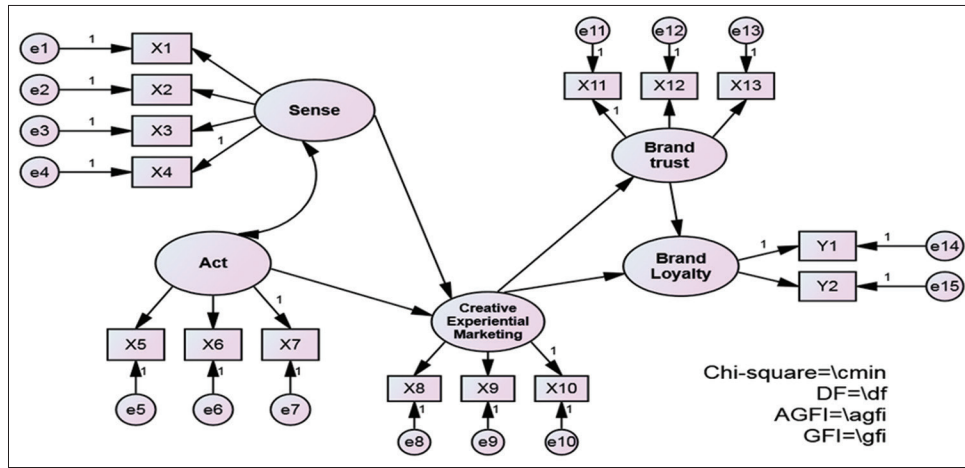 e1 1 X1
e2 1 X2
e3 1 X3
e4 1 X4
1
Sense
e11 e12 e13
1 1 1
X11 X12 X13
1
Brand
trust
Act
1
X5 X6 X7
1 1 1
e5 e6 e7
Creative
Experiential
Marketing
1
X8 X9 X10
1 1 1
e8 e9 e10
Brand
Loyalty
1 Y1 1 e14
Y2 1 e15
Chi-square=\cmin
DF=\df
AGFI=\agfi
GFI=\gfi